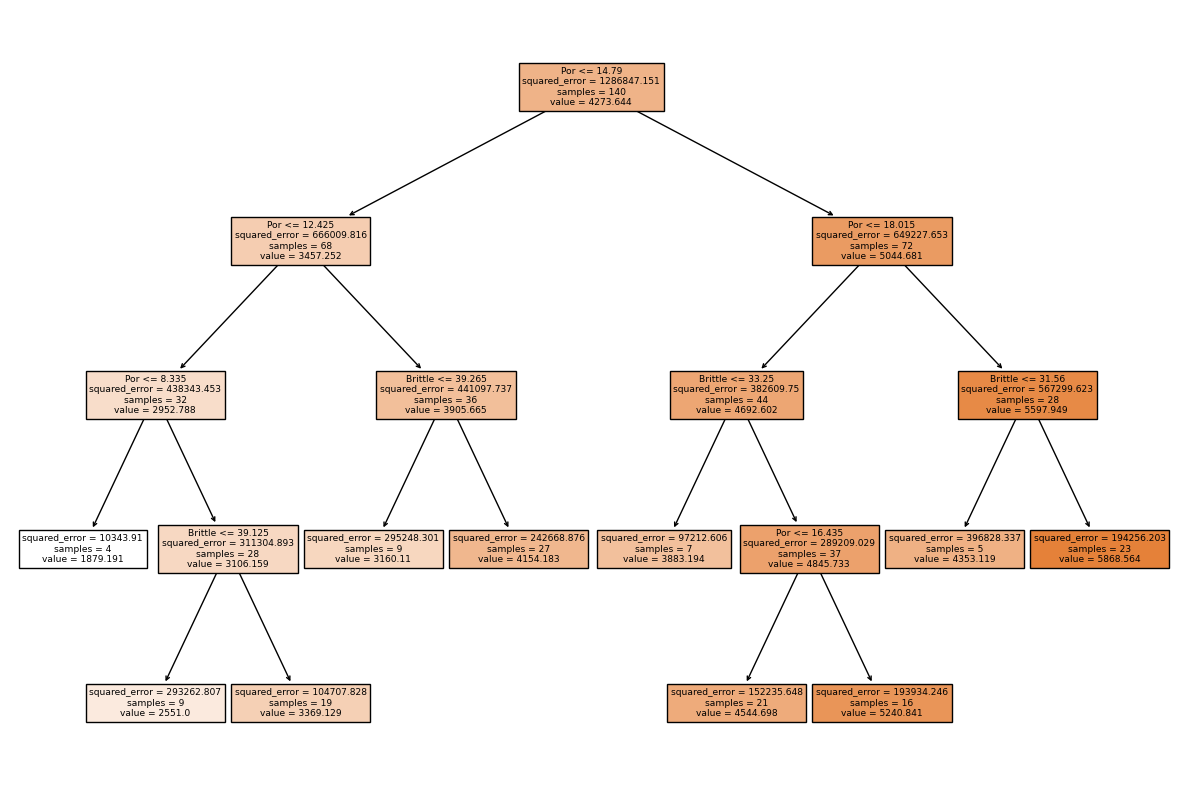 Por <= 14.79
squared_error = 1286847.151
samples = 140
value = 4273.644
Por <= 12.425
squared_error = 666009.816
samples = 68
value = 3457.252
Por <= 18.015
squared_error = 649227.653
samples = 72
value = 5044.681
Por <= 8.335
squared_error = 438343.453
samples = 32
value = 2952.788
Brittle <= 39.265
squared_error = 441097.737
samples = 36
value = 3905.665
Brittle <= 33.25
squared_error = 382609.75
samples = 44
value = 4692.602
Brittle <= 31.56
squared_error = 567299.623
samples = 28
value = 5597.949
squared_error = 10343.91
samples = 4
value = 1879.191
Brittle <= 39.125
squared_error = 311304.893
samples = 28
value = 3106.159
squared_error = 295248.301
samples = 9
value = 3160.11
squared_error = 242668.876
samples = 27
value = 4154.183
squared_error = 97212.606
samples = 7
value = 3883.194
Por <= 16.435
squared_error = 289209.029
samples = 37
value = 4845.733
squared_error = 396828.337
samples = 5
value = 4353.119
squared_error = 194256.203
samples = 23
value = 5868.564
squared_error = 293262.807
samples = 9
value = 2551.0
squared_error = 104707.828
samples = 19
value = 3369.129
squared_error = 152235.648
samples = 21
value = 4544.698
squared_error = 193934.246
samples = 16
value = 5240.841